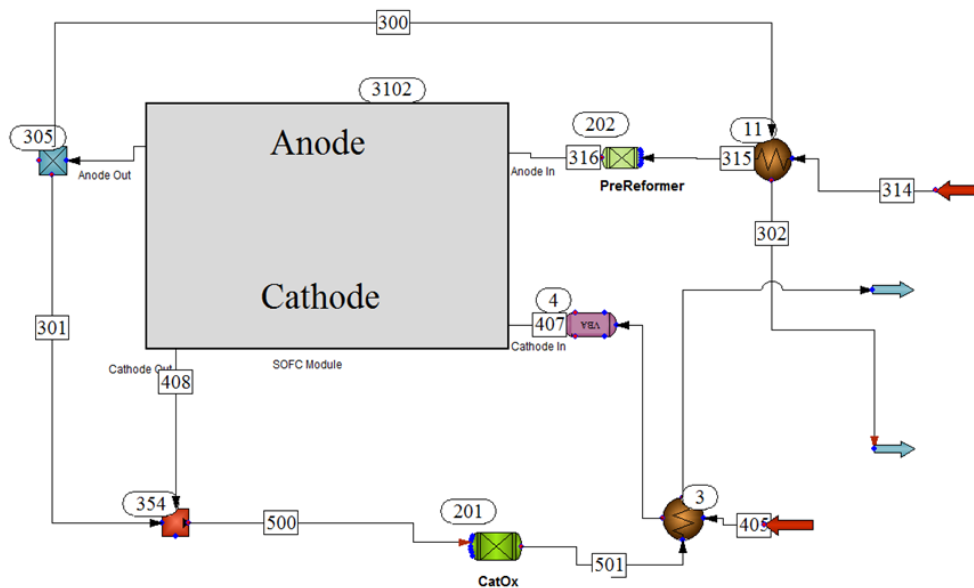 300
3102
305
Anode
202
11
316
315
Anode Out
Anode In
PreReformer
314
302
Cathode
4
407
VBA
301
Cathode In
Cathode Out
SOFC Module
408
354
500
201
3
405
501
CatOx